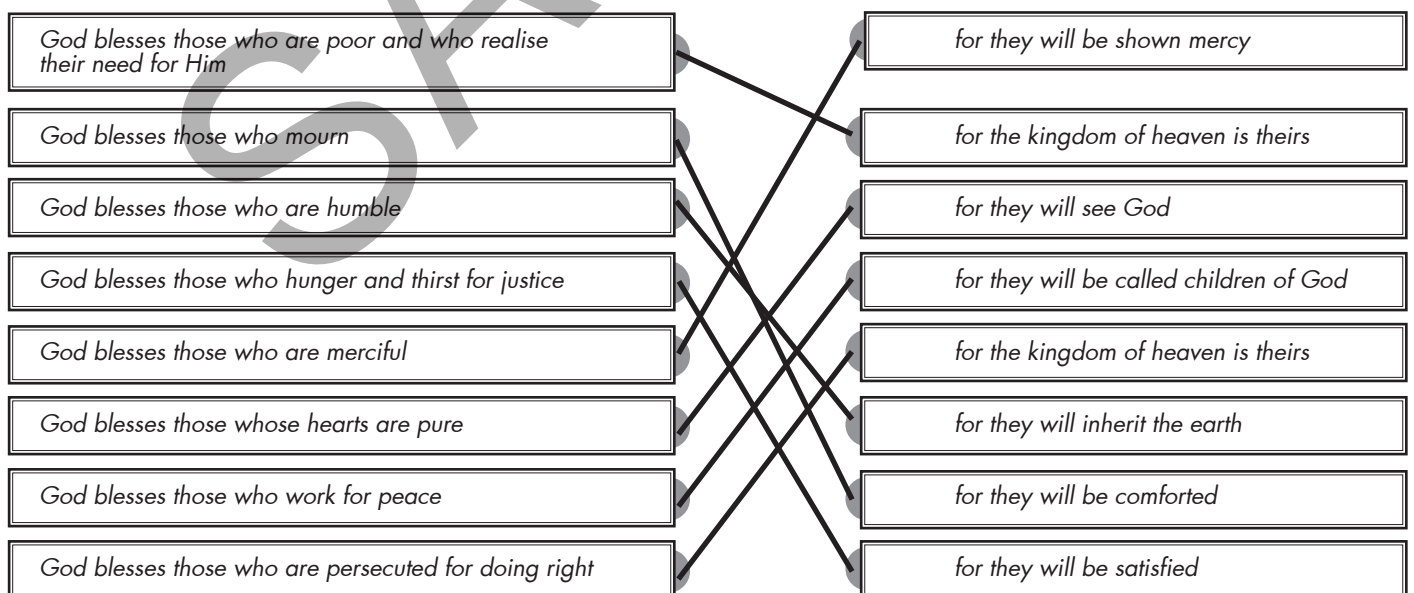 God blesses those who are poor and who realise
their need for Him
God blesses those who mourn
God blesses those who are humble
God blesses those who hunger and thirst for justice
God blesses those who are merciful
God blesses those whose hearts are pure
God blesses those who work for peace
God blesses those who are persecuted for doing right
for they will be shown mercy
for the kingdom of heaven is theirs
for they will see God
for they will be called children of God
for the kingdom of heaven is theirs
for they will inherit the earth
for they will be comforted
for they will be satisfied
SA